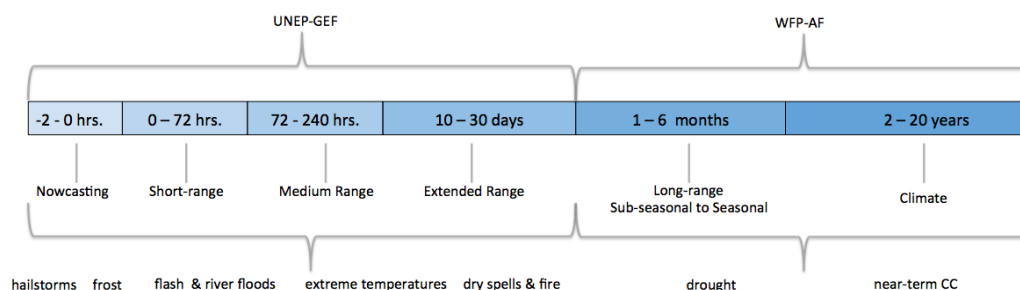 UNEP-GEF WFP-AF
-2 - 0 hrs. 0 – 72 hrs. 72 - 240 hrs. 10 – 30 days 1 – 6 months 2 – 20 years
Nowcasting Short-range Medium Range Extended Range Long-range Climate
Sub-seasonal to Seasonal
hailstorms frost flash & river floods extreme temperatures dry spells & fire drought near-term CC